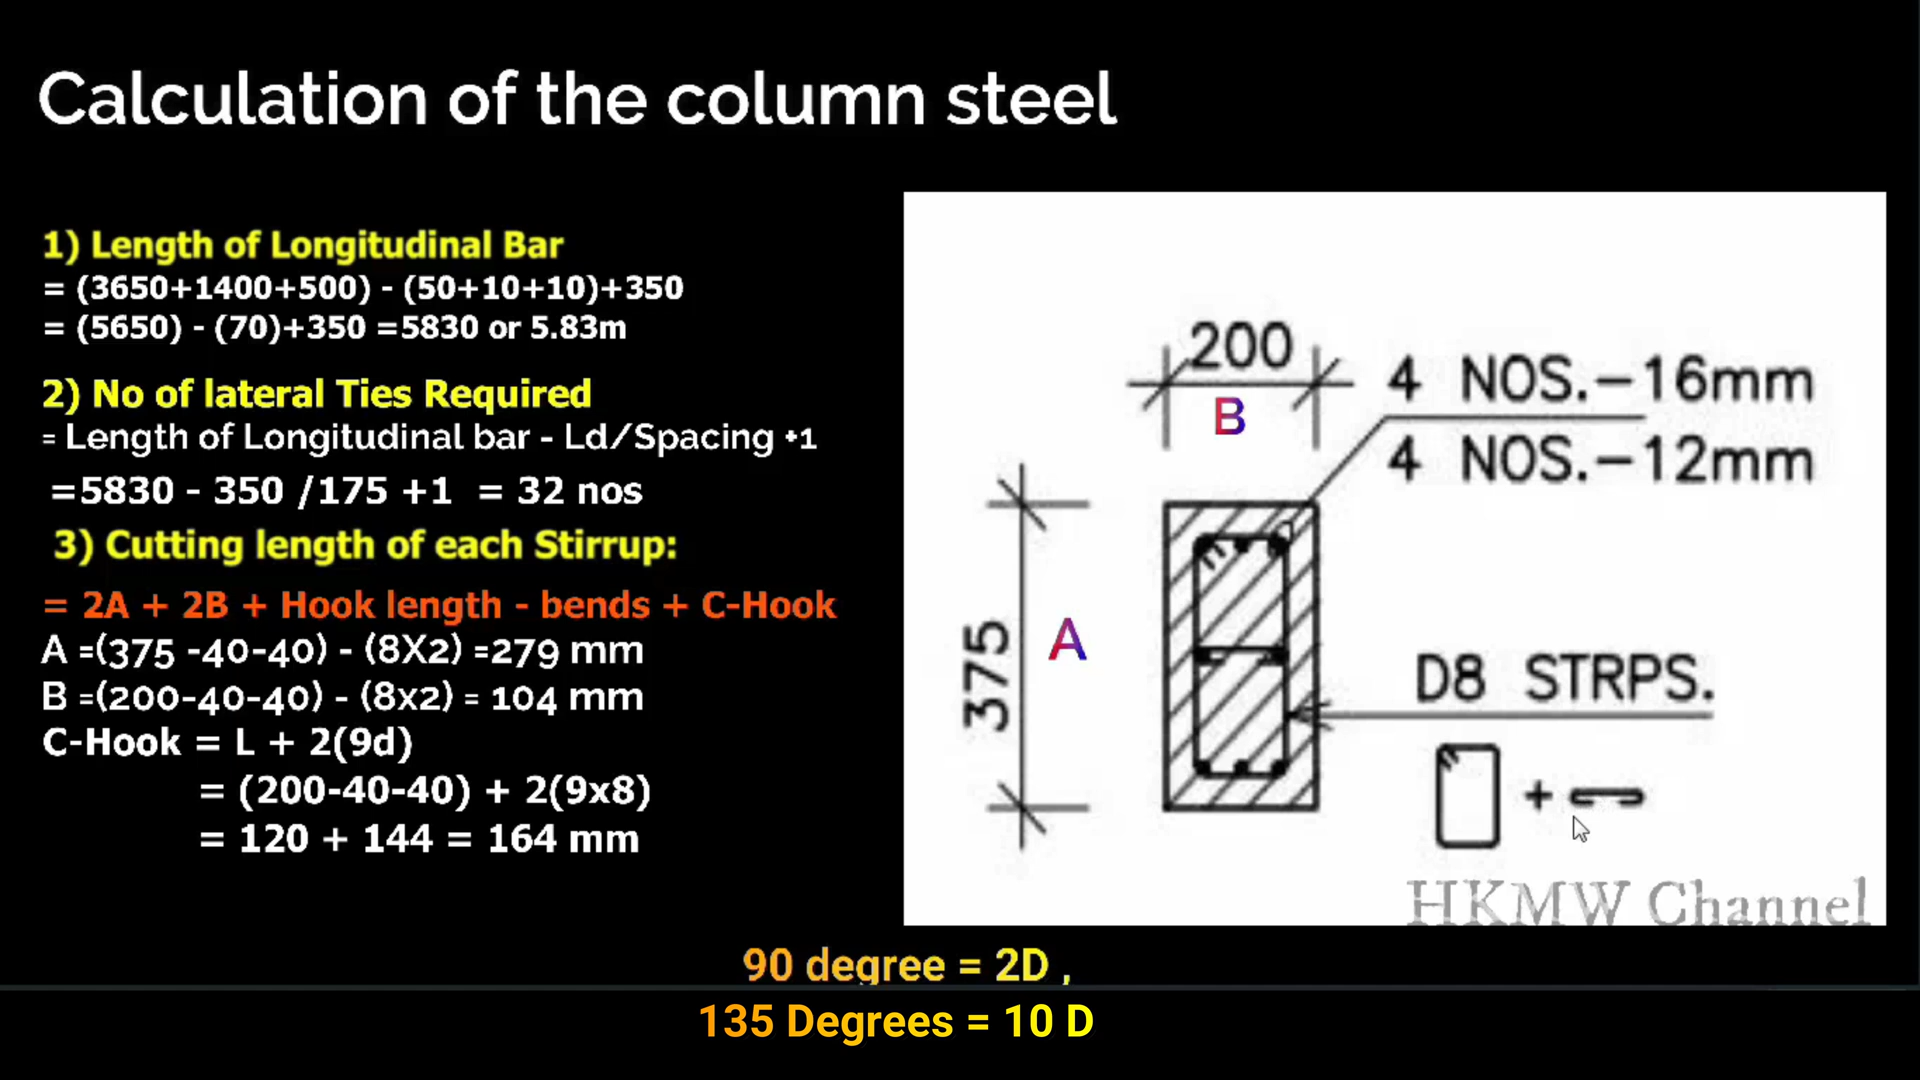 Calculation of the column steel
1) Length of Longitudinal Bar
= (3650+1400+500) - (50+10+10)+350
= (5650) - (70)+350 =5830 or 5.83m
2) No of lateral Ties Required
= Length of Longitudinal bar - Ld/Spacing +1
=5830 - 350 /175 +1 = 32 nos
3) Cutting length of each Stirrup:
= 2A + 2B + Hook length - bends + C-Hook
A =(375 -40-40) - (8X2) =279 mm
B =(200-40-40) - (8x2) = 104 mm
C-Hook = L + 2(9d)
= (200-40-40) + 2(9x8)
= 120 + 144 = 164 mm
200
B
4 NOS.-16mm
4 NOS.-12mm
375
A
D8 STRPS.
+
HKMW Channel
90 degree = 2D ,
135 Degrees = 10 D